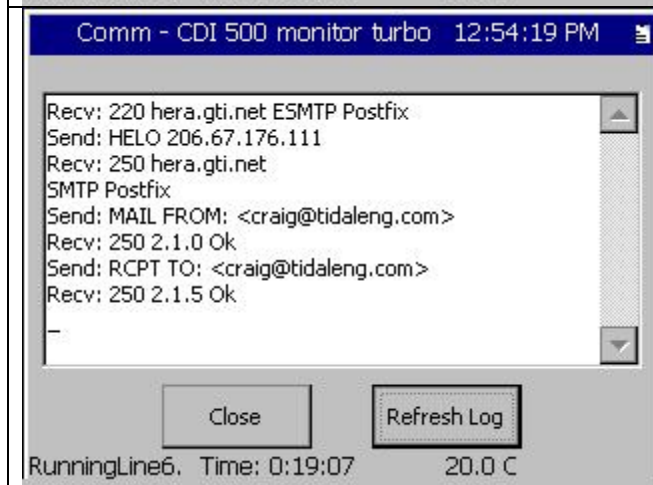 Comm - CDI 500 monitor turbo 12:54:19 PM
Recv: 220 hera.gti.net ESMTP Postfix
Send: HELO 206.67.176.111
Recv: 250 hera.gti.net
SMTP Postfix
Send: MAIL FROM: <craig@tidaleng.com>
Recv: 250 2.1.0 Ok
Send: RCPT TO: <craig@tidaleng.com>
Recv: 250 2.1.5 Ok
_
Close Refresh Log
RunningLine6. Time: 0:19:07 20.0 C